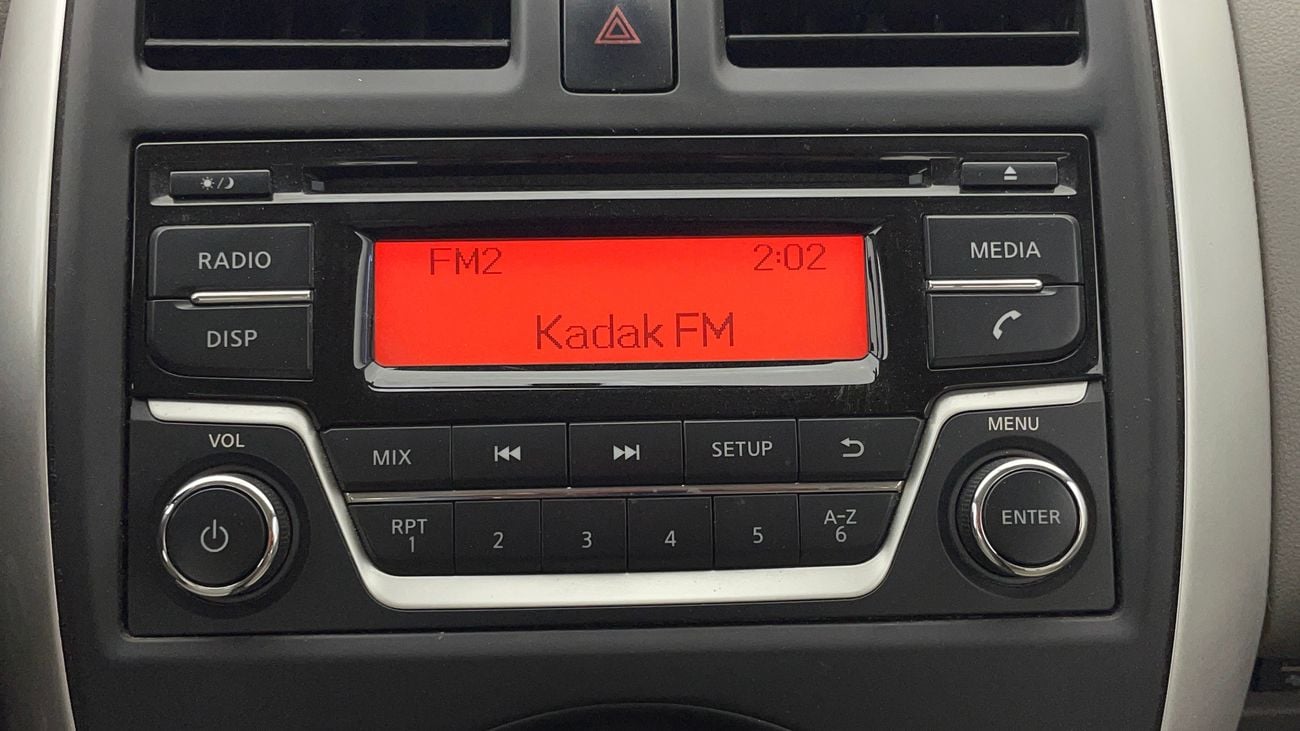 RADIO
DISP
FM2 2:02
Kadak FM
MEDIA
VOL
MENU
MIX
SETUP
RPT
1
2
3
4
5
A-Z
6
ENTER